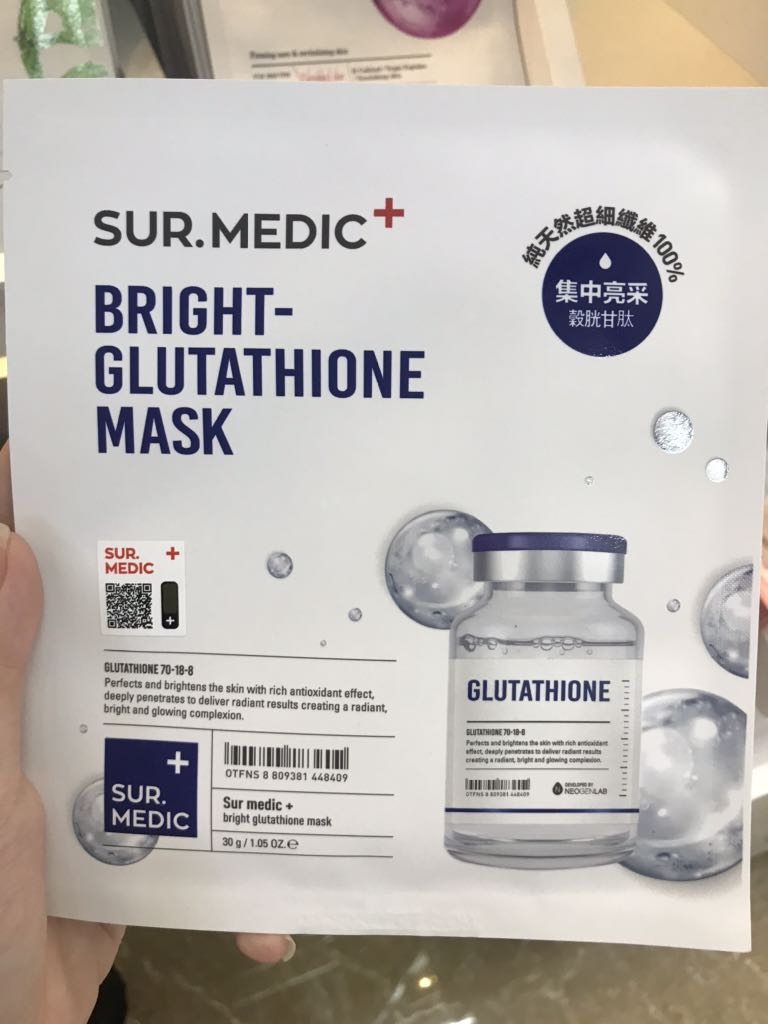 SUR.MEDIC+
BRIGHT-
GLUTATHIONE
MASK
純天然超細纖維100%
集中亮采
穀胱甘肽
SUR. +
MEDIC
GLUTATHIONE 70-18-8
Perfects and brightens the skin with rich antioxidant effect,
deeply penetrates to deliver radiant results creating a radiant,
bright and glowing complexion.
+
SUR.
MEDIC
OTFNS 8 809381 448409
Sur medic +
bright glutathione mask
30 g / 1.05 OZ.℮
GLUTATHIONE
GLUTATHIONE 70-18-8
Perfects and brightens the skin with rich antioxidant
effect, deeply penetrates to deliver radiant results
creating a radiant, bright and glowing complexion.
OTFNS 8 809381 448409
DEVELOPED BY
NEOGENLAB